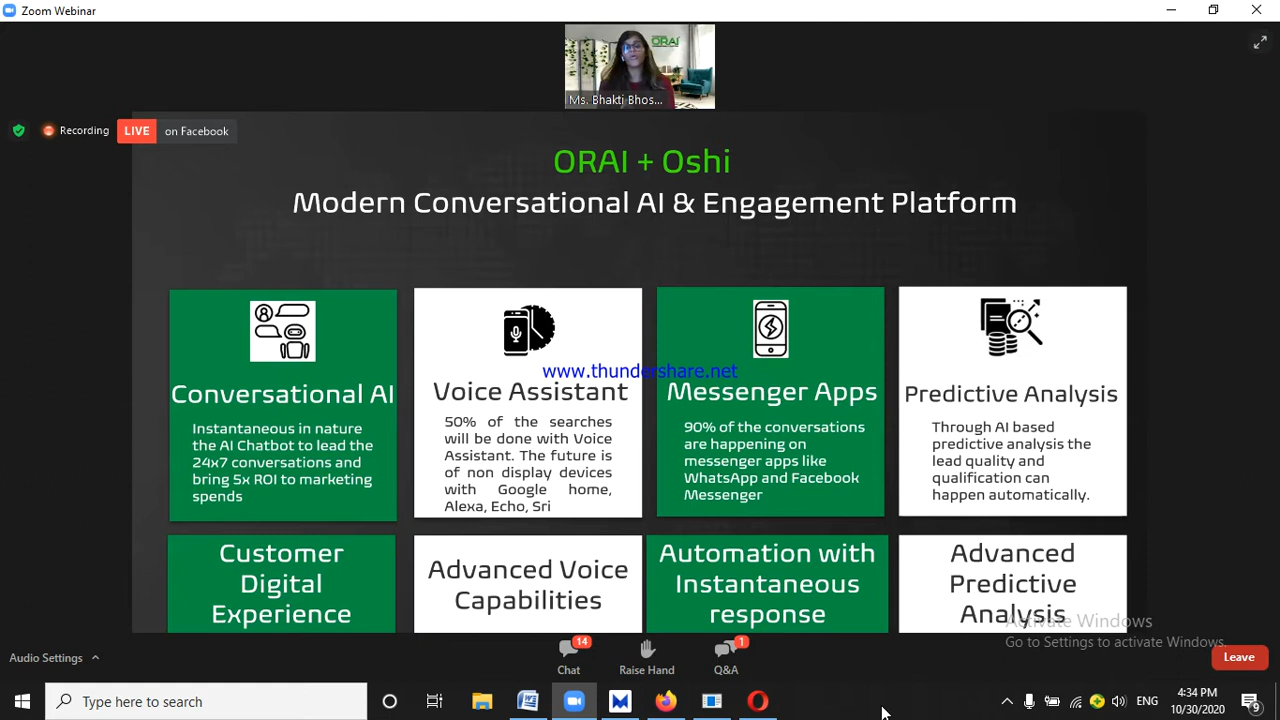 Zoom Webinar
ORAI
Ms. Bhakti Bhos...
Recording
LIVE on Facebook
ORAI + Oshi
Modern Conversational AI & Engagement Platform
www.thundershare.net
Conversational AI
Instantaneous in nature
the AI Chatbot to lead the
24x7 conversations and
bring 5x ROI to marketing
spends
Voice Assistant
50% of the searches
will be done with Voice
Assistant. The future is
of non display devices
with Google home,
Alexa, Echo, Sri
Messenger Apps
90% of the conversations
are happening on
messenger apps like
WhatsApp and Facebook
Messenger
Predictive Analysis
Through AI based
predictive analysis the
lead quality and
qualification can
happen automatically.
Customer
Digital
Experience
Advanced Voice
Capabilities
Automation with
Instantaneous
response
Advanced
Predictive
Analysis
Activate Windows
Go to Settings to activate Windows.
Audio Settings
14
Chat
Raise Hand
1
Q&A
Leave
Type here to search
W
ENG
4:34 PM
10/30/2020
9